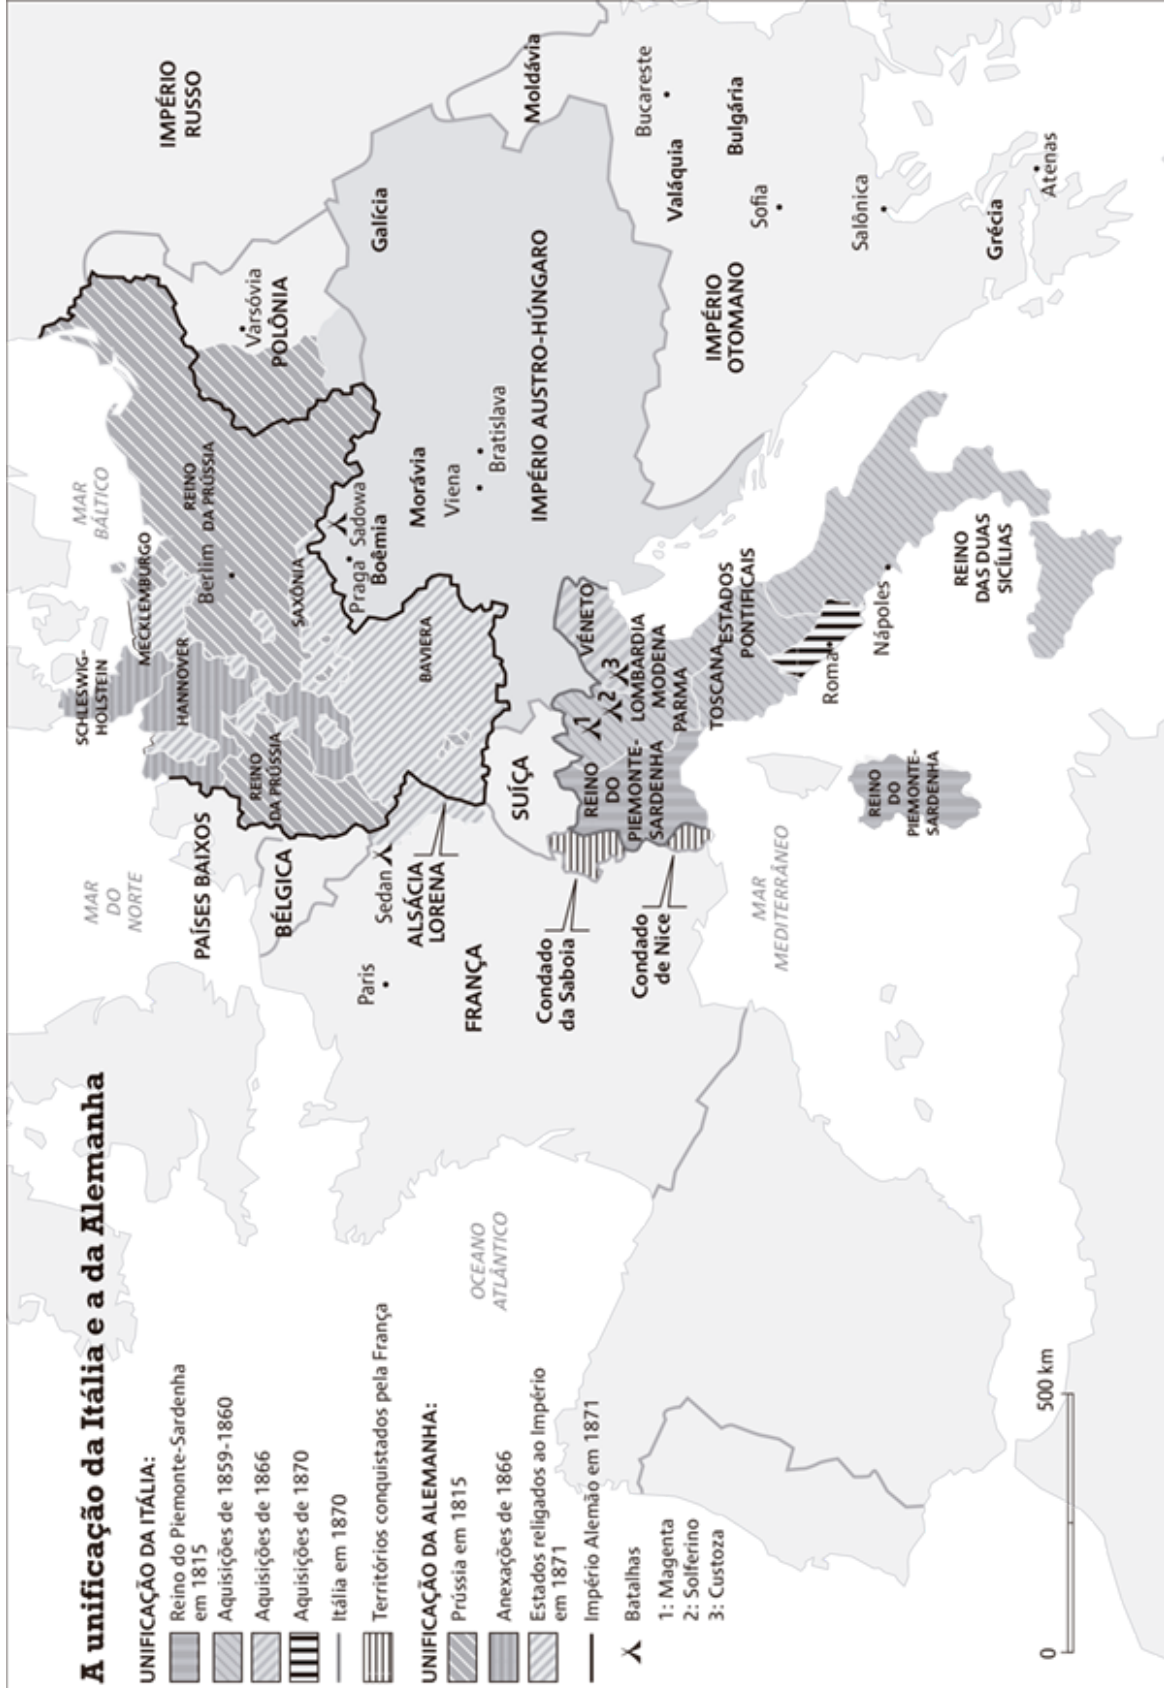 A unificação da Itália e a da Alemanha
UNIFICAÇÃO DA ITÁLIA:
Reino do Piemonte-Sardenha
em 1815
Aquisições de 1859-1860
Aquisições de 1866
Aquisições de 1870
Itália em 1870
Territórios conquistados pela França
UNIFICAÇÃO DA ALEMANHA:
Prússia em 1815
Anexações de 1866
Estados religados ao Império
em 1871
Império Alemão em 1871
Batalhas
1: Magenta
2: Solferino
3: Custoza
0
500 km
OCEANO
ATLÂNTICO
MAR
DO
NORTE
MAR
BÁLTICO
MAR
MEDITERRÂNEO
PAÍSES BAIXOS
BÉLGICA
Paris
FRANÇA
Sedan
ALSÁCIA
LORENA
Condado
da Saboia
Condado
de Nice
SUÍÇA
SCHLESWIG-
HOLSTEIN
HANNOVER
MECKLEMBURGO
REINO
DA PRÚSSIA
REINO
DA PRÚSSIA
Berlim
SAXÔNIA
BAVIERA
Praga
Sadowa
Boêmia
Morávia
Viena
Bratislava
IMPÉRIO AUSTRO-HÚNGARO
Varsóvia
POLÔNIA
Galícia
IMPÉRIO
RUSSO
Moldávia
Bucareste
Valáquia
Bulgária
Sofia
Salônica
Grécia
Atenas
IMPÉRIO
OTOMANO
REINO
DO
PIEMONTE-
SARDENHA
1
2
3
VÊNETO
LOMBARDIA
MODENA
PARMA
TOSCANA
ESTADOS
PONTIFICAIS
Roma
Nápoles
REINO
DAS DUAS
SICÍLIAS
REINO
DO
PIEMONTE-
SARDENHA